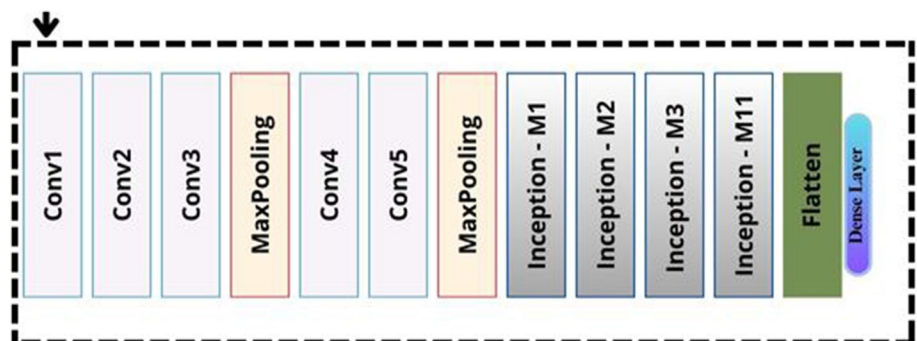 Conv1
Conv2
Conv3
MaxPooling
Conv4
Conv5
MaxPooling
Inception - M1
Inception - M2
Inception - M3
Inception - M11
Flatten
Dense Layer